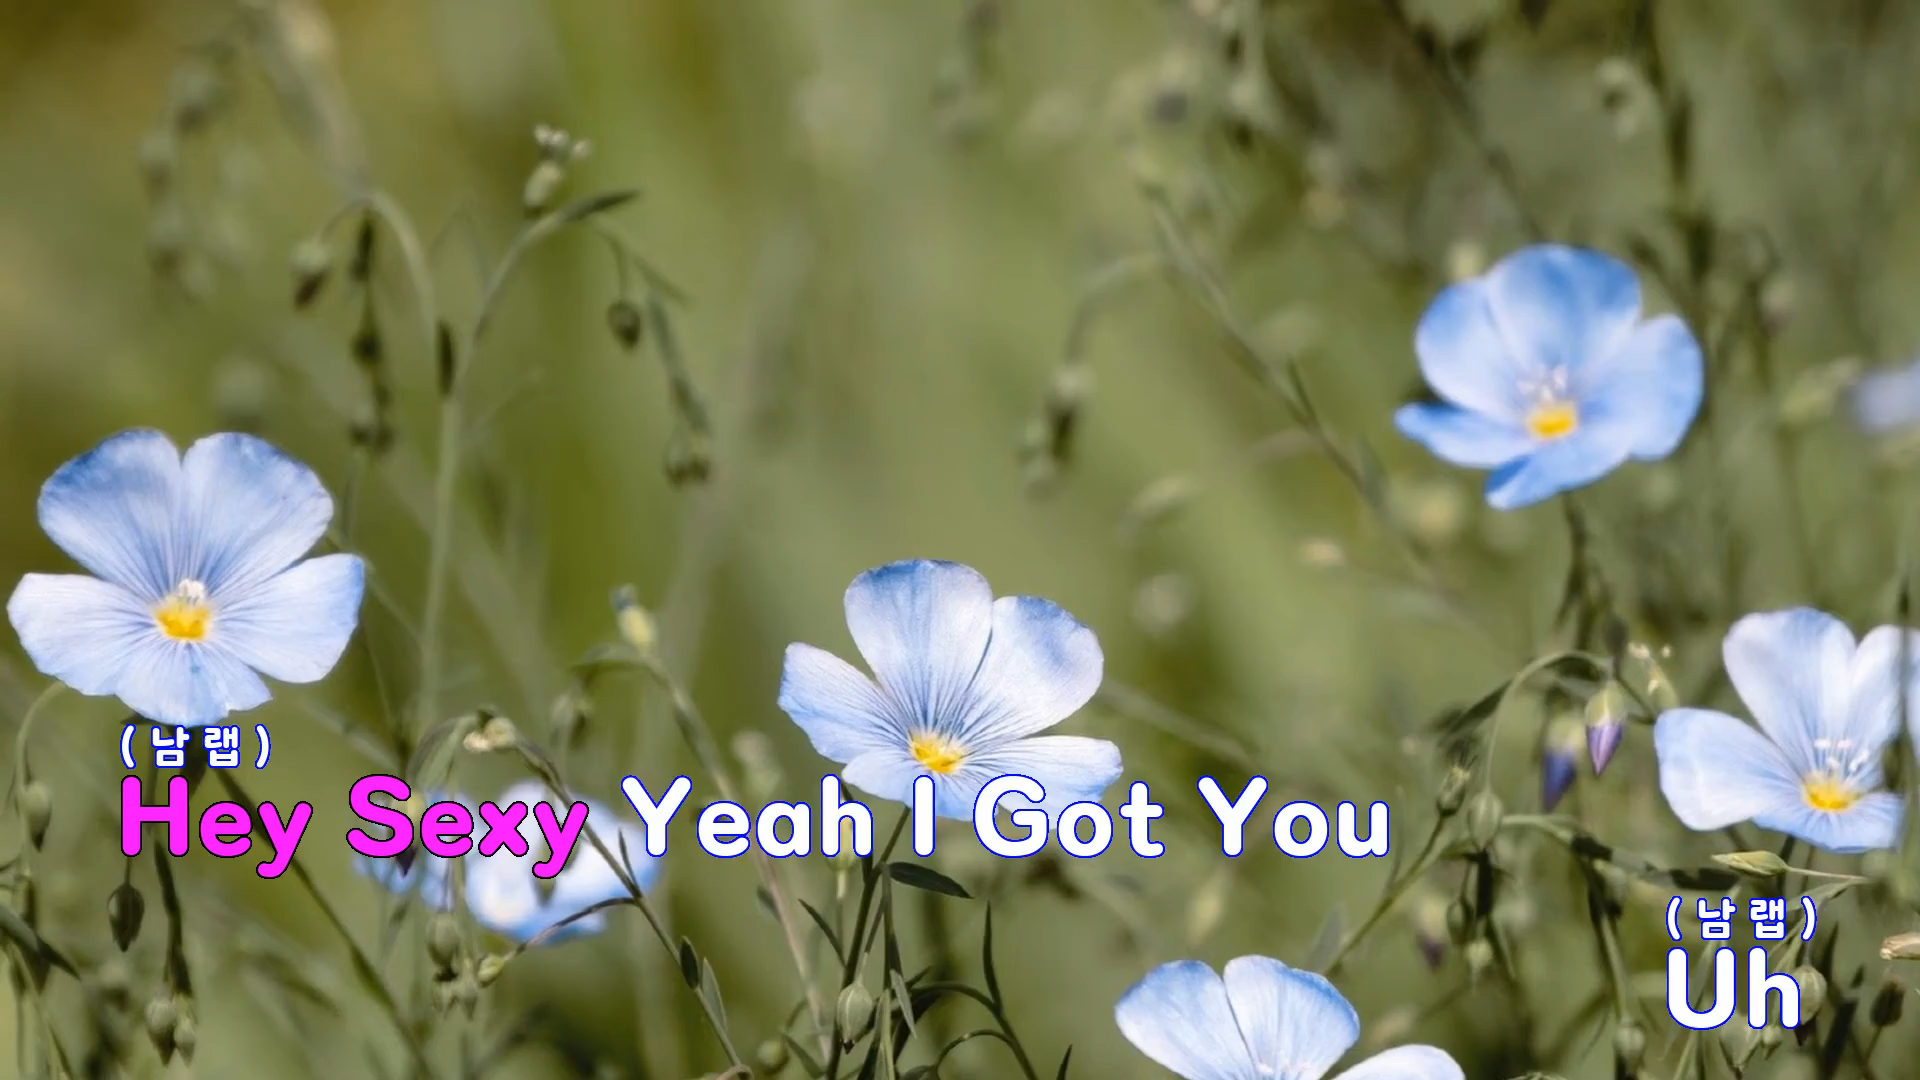 ( 남 랩 )
Hey Sexy Yeah I Got You
( 남 랩 )
Uh